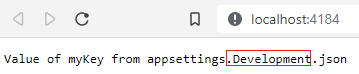 localhost:4184
Value of myKey from appsettings.Development.json